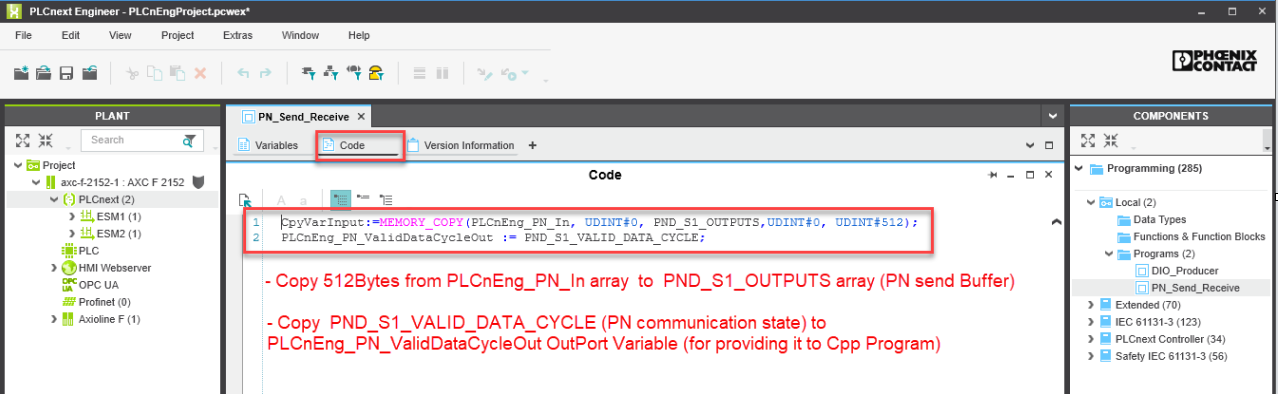 PLCnext Engineer - PLCnEngProject.pcwex*
File Edit View Project Extras Window Help
PHŒNIX
CONTACT
PLANT
Search
Project
axc-f-2152-1 : AXC F 2152
PLCnext (2)
ESM1 (1)
ESM2 (1)
PLC
HMI Webserver
OPC UA OPC UA
Profinet (0)
Axioline F (1)
PN_Send_Receive
Variables Code Version Information +
Code
A a
1 CpyVarInput:=MEMORY_COPY(PLCnEng_PN_In, UDINT#0, PND_S1_OUTPUTS,UDINT#0, UDINT#512);
2 PLCnEng_PN_ValidDataCycleOut := PND_S1_VALID_DATA_CYCLE;
- Copy 512Bytes from PLCnEng_PN_In array to PND_S1_OUTPUTS array (PN send Buffer)
- Copy PND_S1_VALID_DATA_CYCLE (PN communication state) to
PLCnEng_PN_ValidDataCycleOut OutPort Variable (for providing it to Cpp Program)
COMPONENTS
Programming (285)
Local (2)
Data Types
Functions & Function Blocks
Programs (2)
DIO_Producer
PN_Send_Receive
Extended (70)
IEC 61131-3 (123)
PLCnext Controller (34)
Safety IEC 61131-3 (56)